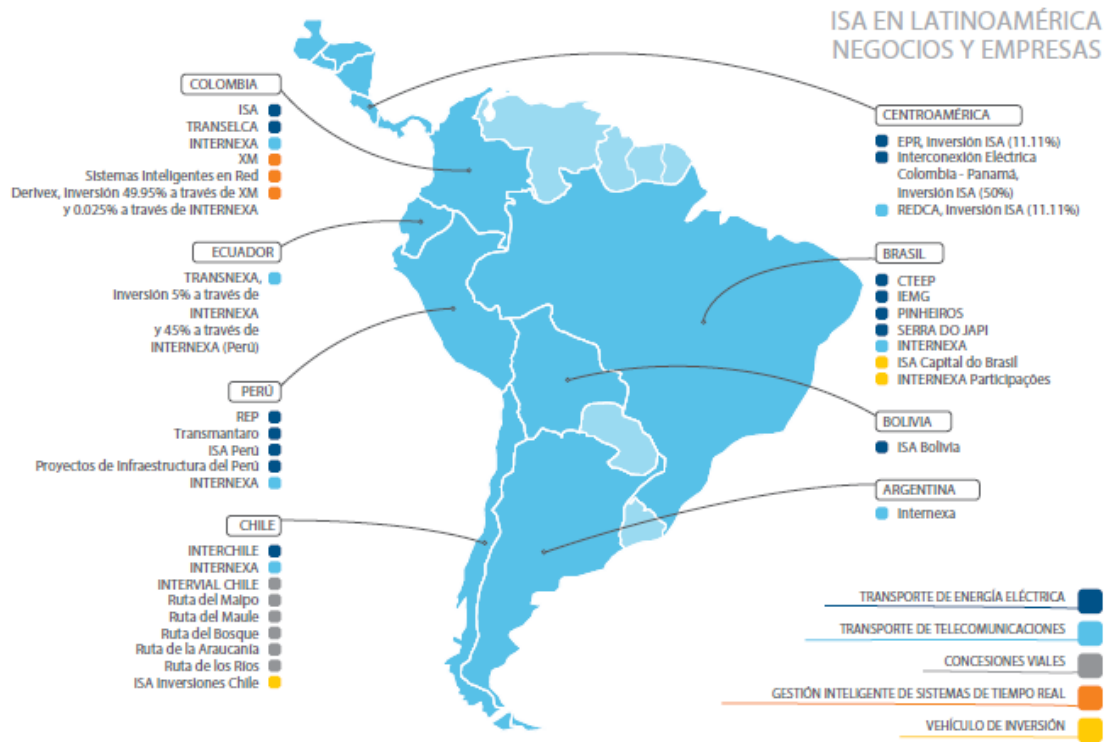 ISA EN LATINOAMÉRICA
NEGOCIOS Y EMPRESAS
COLOMBIA
ISA
TRANSELCA
INTERNEXA
XM
Sistemas Inteligentes en Red
Derivex, Inversión 49.95% a través de XM
y 0.025% a través de INTERNEXA
ECUADOR
TRANSNEXA,
Inversión 5% a través de
INTERNEXA
y 45% a través de
INTERNEXA (Perú)
PERÚ
REP
Transmantaro
ISA Perú
Proyectos de Infraestructura del Perú
INTERNEXA
CHILE
INTERCHILE
INTERNEXA
INTERVIAL CHILE
Ruta del Maipo
Ruta del Maule
Ruta del Bosque
Ruta de la Araucanía
Ruta de los Ríos
ISA Inversiones Chile
CENTROAMÉRICA
EPR, Inversión ISA (11.11%)
Interconexión Eléctrica
Colombia - Panamá,
Inversión ISA (50%)
REDCA, Inversión ISA (11.11%)
BRASIL
CTEEP
IEMG
PINHEIROS
SERRA DO JAPI
INTERNEXA
ISA Capital do Brasil
INTERNEXA Participações
BOLIVIA
ISA Bolivia
ARGENTINA
Internexa
TRANSPORTE DE ENERGÍA ELÉCTRICA
TRANSPORTE DE TELECOMUNICACIONES
CONCESIONES VIALES
GESTIÓN INTELIGENTE DE SISTEMAS DE TIEMPO REAL
VEHÍCULO DE INVERSIÓN